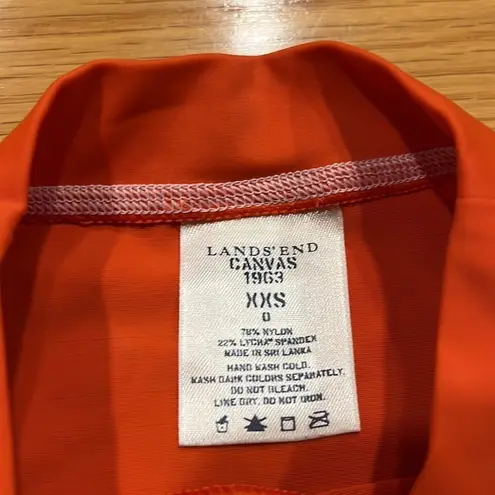 LANDS' END
CANVAS
1963
XXS
0
78% NYLON
22% LYCRA® SPANDEX
MADE IN SRI LANKA
HAND WASH COLD.
WASH DARK COLORS SEPARATELY.
DO NOT BLEACH.
LINE DRY. DO NOT IRON.